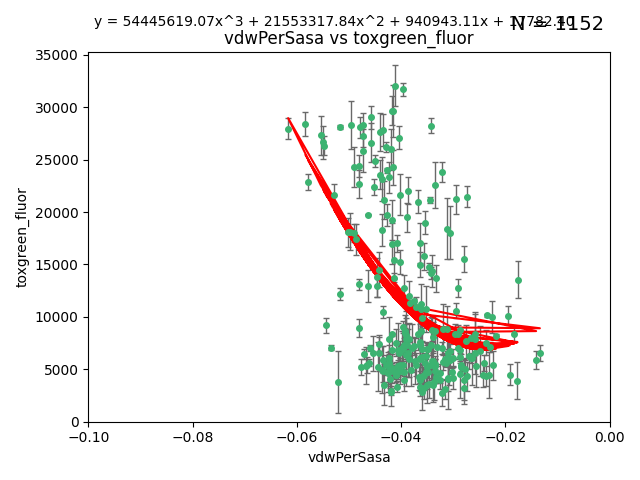 y = 54445619.07x^3 + 21553317.84x^2 + 940943.11x +
N = 1152
vdwPerSasa vs toxgreen_fluor
35000
30000
25000
20000
15000
10000
5000
0
toxgreen_fluor
−0.10 −0.08 −0.06 −0.04 −0.02 0.00
vdwPerSasa